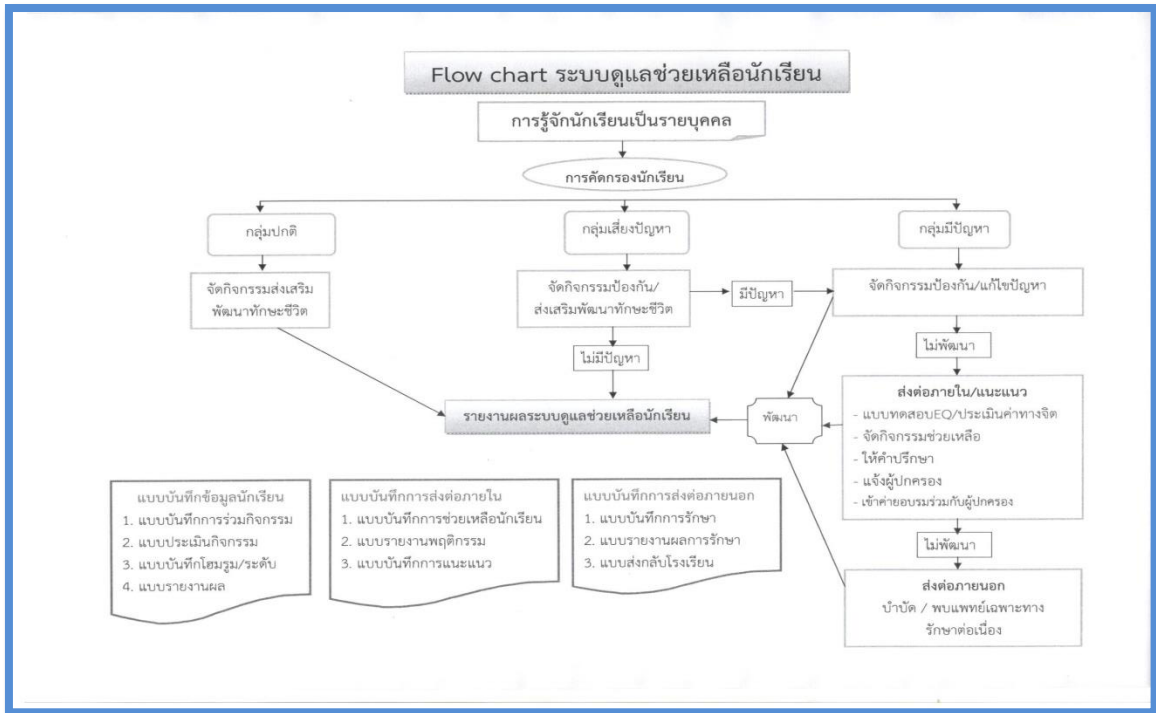 Flow chart ระบบดูแลช่วยเหลือนักเรียน
การรู้จักนักเรียนเป็นรายบุคคล
การคัดกรองนักเรียน
กลุ่มปกติ
กลุ่มเสี่ยงปัญหา
กลุ่มมีปัญหา
จัดกิจกรรมส่งเสริม
พัฒนาทักษะชีวิต
จัดกิจกรรมป้องกัน/
ส่งเสริมพัฒนาทักษะชีวิต
มีปัญหา
จัดกิจกรรมป้องกัน/แก้ไขปัญหา
ไม่มีปัญหา
ไม่พัฒนา
รายงานผลระบบดูแลช่วยเหลือนักเรียน
พัฒนา
ส่งต่อภายใน/แนะแนว
- แบบทดสอบEQ/ประเมินค่าทางจิต
- จัดกิจกรรมช่วยเหลือ
- ให้คำปรึกษา
- แจ้งผู้ปกครอง
- เข้าค่ายอบรมร่วมกับผู้ปกครอง
ไม่พัฒนา
ส่งต่อภายนอก
บำบัด / พบแพทย์เฉพาะทาง
รักษาต่อเนื่อง
แบบบันทึกข้อมูลนักเรียน
1. แบบบันทึกการร่วมกิจกรรม
2. แบบประเมินกิจกรรม
3. แบบบันทึกโฮมรูม/ระดับ
4. แบบรายงานผล
แบบบันทึกการส่งต่อภายใน
1. แบบบันทึกการช่วยเหลือนักเรียน
2. แบบรายงานพฤติกรรม
3. แบบบันทึกการแนะแนว
แบบบันทึกการส่งต่อภายนอก
1. แบบบันทึกการรักษา
2. แบบรายงานผลการรักษา
3. แบบส่งกลับโรงเรียน